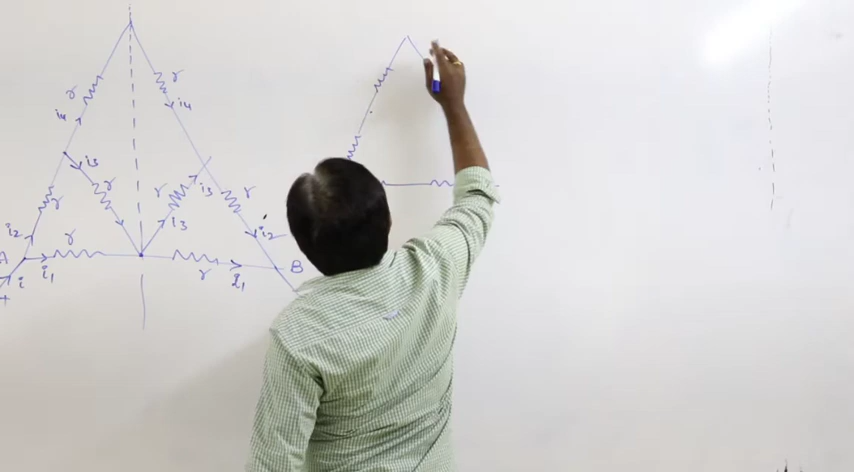 r r
i4 i4
i3 r r i3 r
r
i2 r i3 i2
A i i1 r r i1 B
+